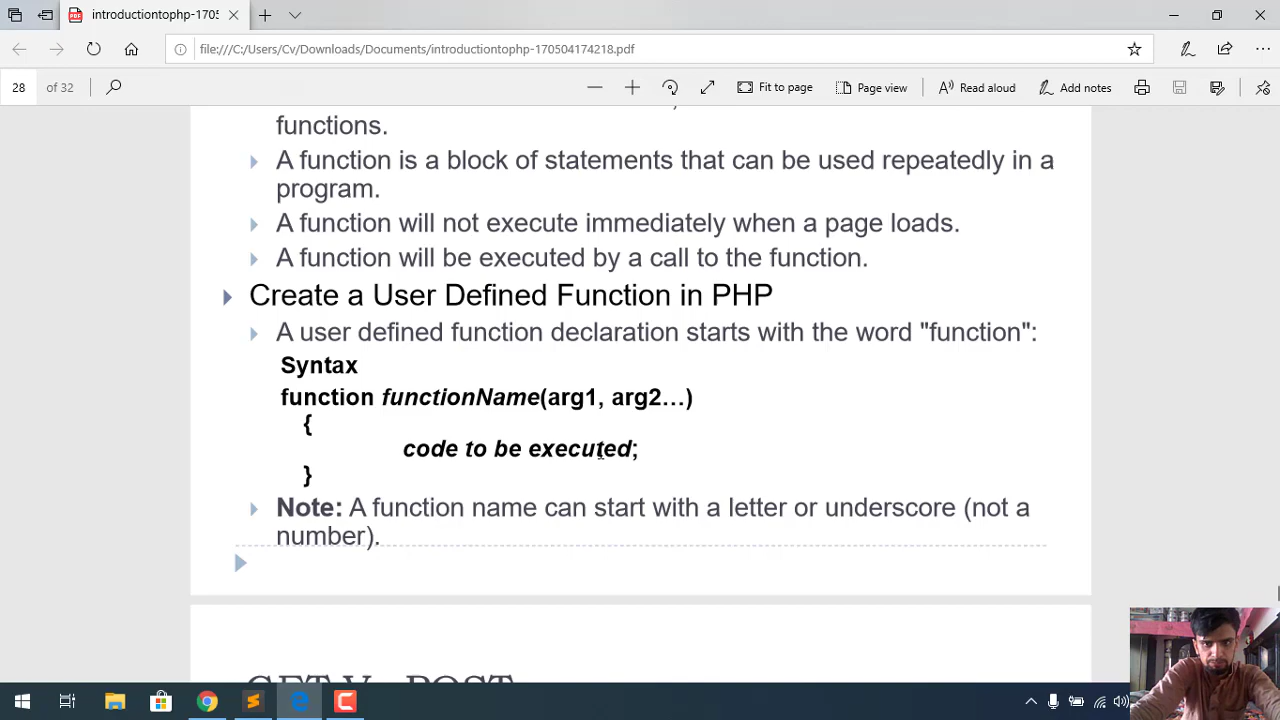 introductiontophp-1705
file:///C:/Users/Cv/Downloads/Documents/introductiontophp-170504174218.pdf
28 of 32
Fit to page
Page view
Read aloud
Add notes
functions.
A function is a block of statements that can be used repeatedly in a
program.
A function will not execute immediately when a page loads.
A function will be executed by a call to the function.
Create a User Defined Function in PHP
A user defined function declaration starts with the word "function":
Syntax
function functionName(arg1, arg2…)
{
code to be executed;
}
Note: A function name can start with a letter or underscore (not a
number).